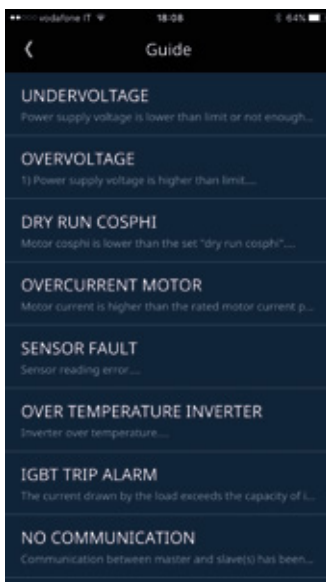 vodafone IT 18:08 64%
Guide
UNDERVOLTAGE
Power supply voltage is lower than limit or not enough...
OVERVOLTAGE
1) Power supply voltage is higher than limit....
DRY RUN COSPHI
Motor cosphi is lower than the set "dry run cosphi"....
OVERCURRENT MOTOR
Motor current is higher than the rated motor current p...
SENSOR FAULT
Sensor reading error....
OVER TEMPERATURE INVERTER
Inverter over temperature....
IGBT TRIP ALARM
The current drawn by the load exceeds the capacity of i...
NO COMMUNICATION
Communication between master and slave(s) has been...